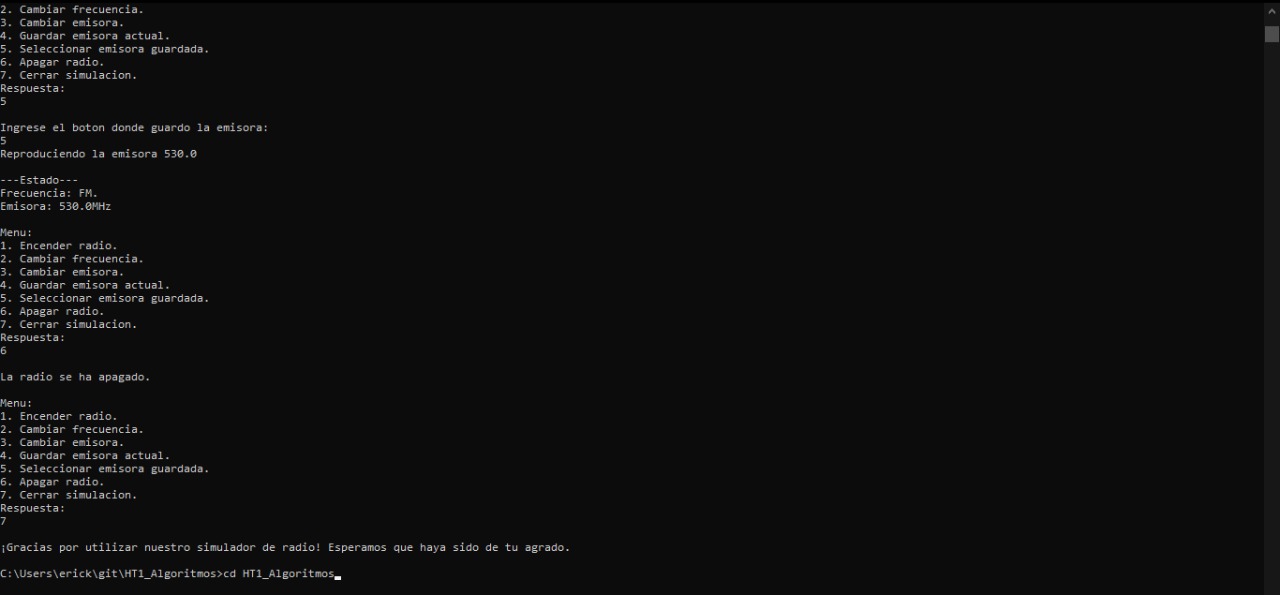 2. Cambiar frecuencia.
3. Cambiar emisora.
4. Guardar emisora actual.
5. Seleccionar emisora guardada.
6. Apagar radio.
7. Cerrar simulacion.
Respuesta:
5
Ingrese el boton donde guardo la emisora:
5
Reproduciendo la emisora 530.0
---Estado---
Frecuencia: FM.
Emisora: 530.0MHz
Menu:
1. Encender radio.
2. Cambiar frecuencia.
3. Cambiar emisora.
4. Guardar emisora actual.
5. Seleccionar emisora guardada.
6. Apagar radio.
7. Cerrar simulacion.
Respuesta:
6
La radio se ha apagado.
Menu:
1. Encender radio.
2. Cambiar frecuencia.
3. Cambiar emisora.
4. Guardar emisora actual.
5. Seleccionar emisora guardada.
6. Apagar radio.
7. Cerrar simulacion.
Respuesta:
7
¡Gracias por utilizar nuestro simulador de radio! Esperamos que haya sido de tu agrado.
C:\Users\erick\git\HT1_Algoritmos>cd HT1_Algoritmos